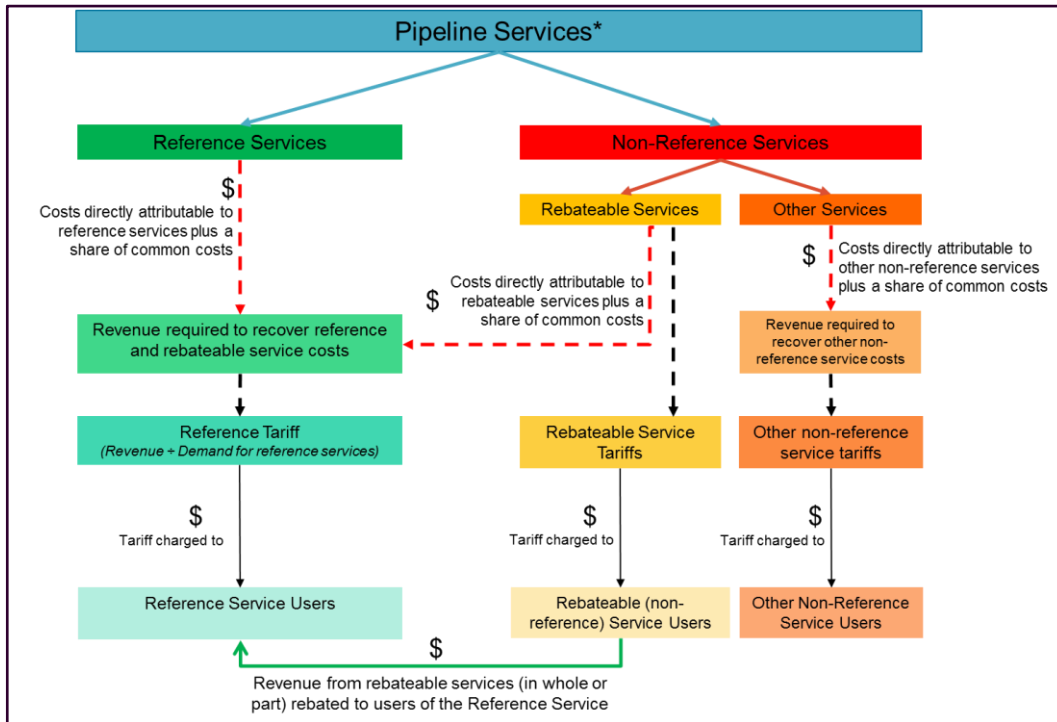 Pipeline Services*
Reference Services
Non-Reference Services
$
Costs directly attributable to
reference services plus a
share of common costs
Rebateable Services
Other Services
$
Costs directly attributable to
other non-reference services
plus a share of common costs
$
Costs directly attributable to
rebateable services plus a
share of common costs
Revenue required to recover reference
and rebateable service costs
Revenue required to
recover other non-
reference service costs
Reference Tariff
(Revenue ÷ Demand for reference services)
Rebateable Service
Tariffs
Other non-reference
service tariffs
$
Tariff charged to
$
Tariff charged to
$
Tariff charged to
Reference Service Users
Rebateable (non-
reference) Service Users
Other Non-Reference
Service Users
$
Revenue from rebateable services (in whole or
part) rebated to users of the Reference Service